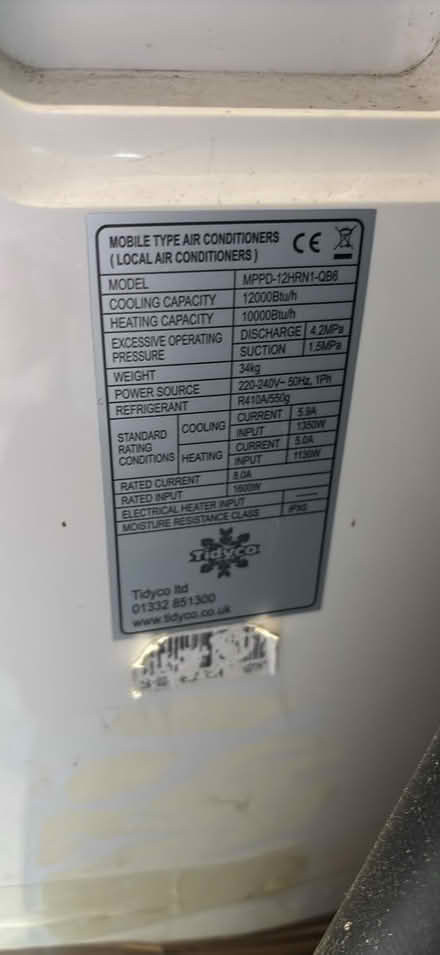 MOBILE TYPE AIR CONDITIONERS
( LOCAL AIR CONDITIONERS )
CE
MODEL MPPD-12HRN1-QB6
COOLING CAPACITY 12000Btu/h
HEATING CAPACITY 10000Btu/h
EXCESSIVE OPERATING PRESSURE DISCHARGE 4.2MPa
SUCTION 1.5MPa
WEIGHT 34kg
POWER SOURCE 220-240V~ 50Hz, 1Ph
REFRIGERANT R410A/550g
STANDARD RATING CONDITIONS COOLING CURRENT 5.9A
INPUT 1350W
HEATING CURRENT 5.0A
INPUT 1130W
RATED CURRENT 8.0A
RATED INPUT 1600W
ELECTRICAL HEATER INPUT ——
MOISTURE RESISTANCE CLASS IPX0
Tidyco
Tidyco ltd
01332 851300
www.tidyco.co.uk